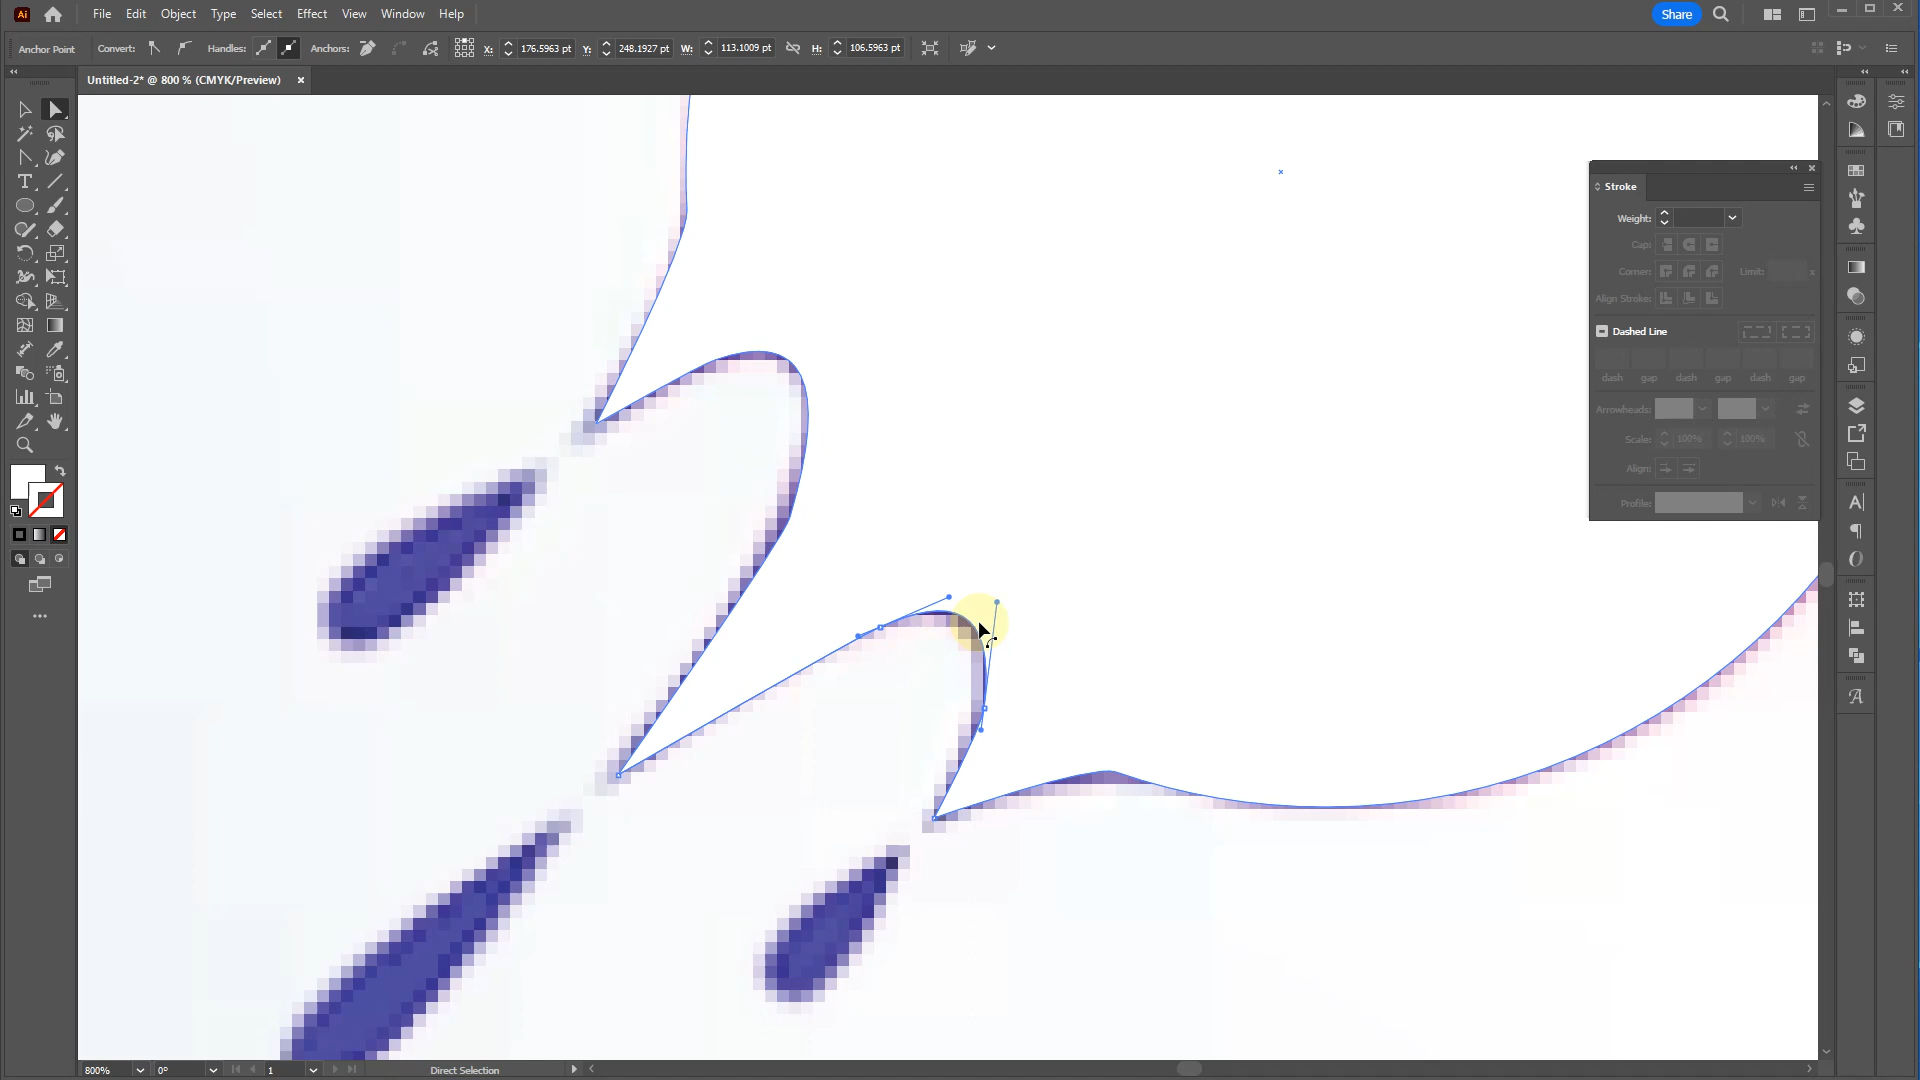 Ai File Edit Object Type Select Effect View Window Help Share
Anchor Point Convert: Handles: Anchors: X: 176.5963 pt Y: 248.1927 pt W: 113.1009 pt H: 106.5963 pt
Untitled-2* @ 800 % (CMYK/Preview) ×
Stroke
Weight:
Cap:
Corner: Limit: x
Align Stroke:
Dashed Line
dash gap dash gap dash gap
Arrowheads:
Scale: 100% 100%
Align:
Profile:
800% 0° 1 Direct Selection